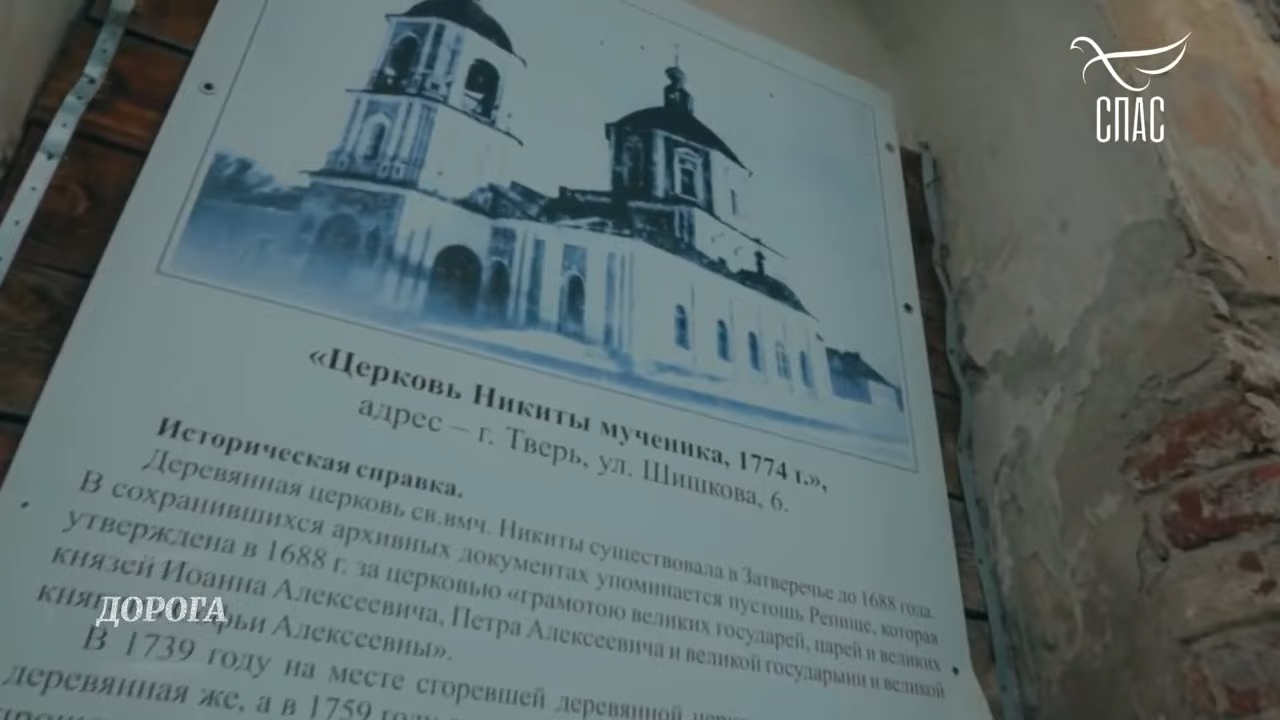 СПАС
«Церковь Никиты мученика, 1774 г.»,
адрес – г. Тверь, ул. Шишкова, 6.
Историческая справка.
Деревянная церковь св.вмч. Никиты существовала в Затверечье до 1688 года.
В сохранившихся архивных документах упоминается пустошь Репище, которая
утверждена в 1688 г. за церковью «грамотою великих государей, царей и великих
князей Иоанна Алексеевича, Петра Алексеевича и великой государыни и великой
Алексеевны».
ДОРОГА
В 1739 году на месте сгоревшей деревянной
деревянная же, а в 1759 году